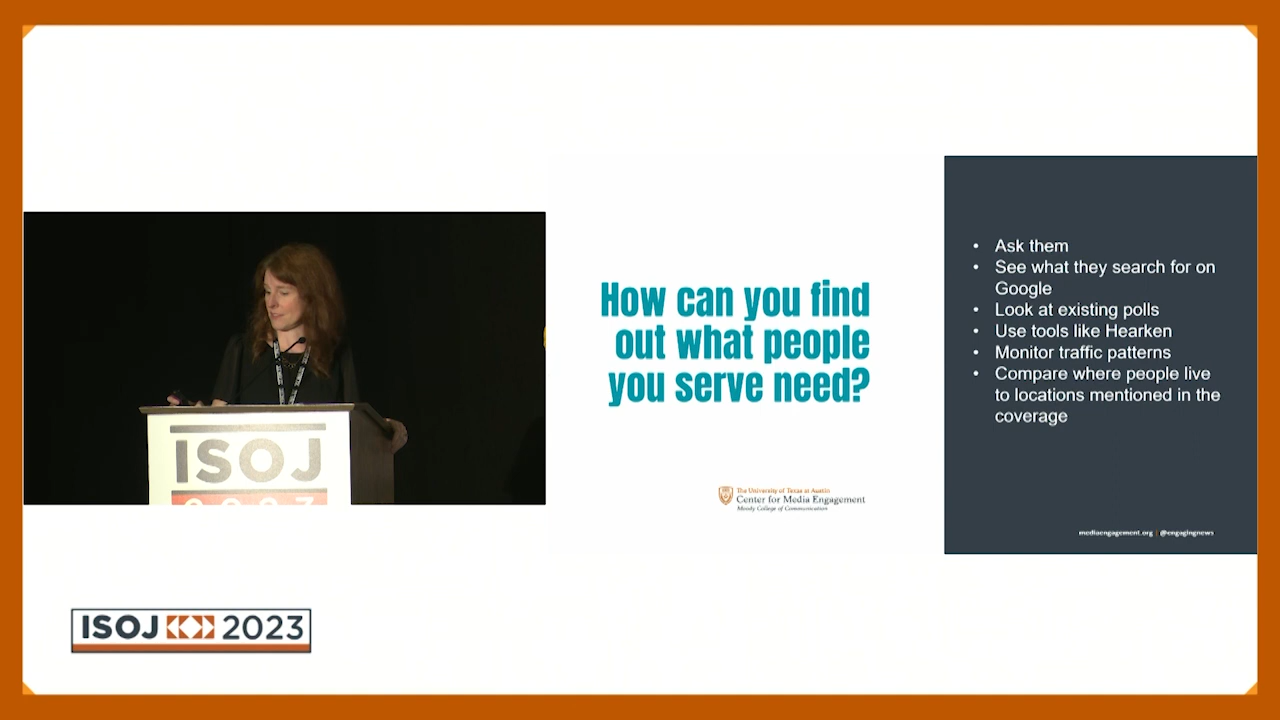 How can you find
out what people
you serve need?
The University of Texas at Austin
Center for Media Engagement
Moody College of Communication
• Ask them
• See what they search for on
Google
• Look at existing polls
• Use tools like Hearken
• Monitor traffic patterns
• Compare where people live
to locations mentioned in the
coverage
mediaengagement.org | @engagingnews
ISOJ
2023
ISOJ 2023